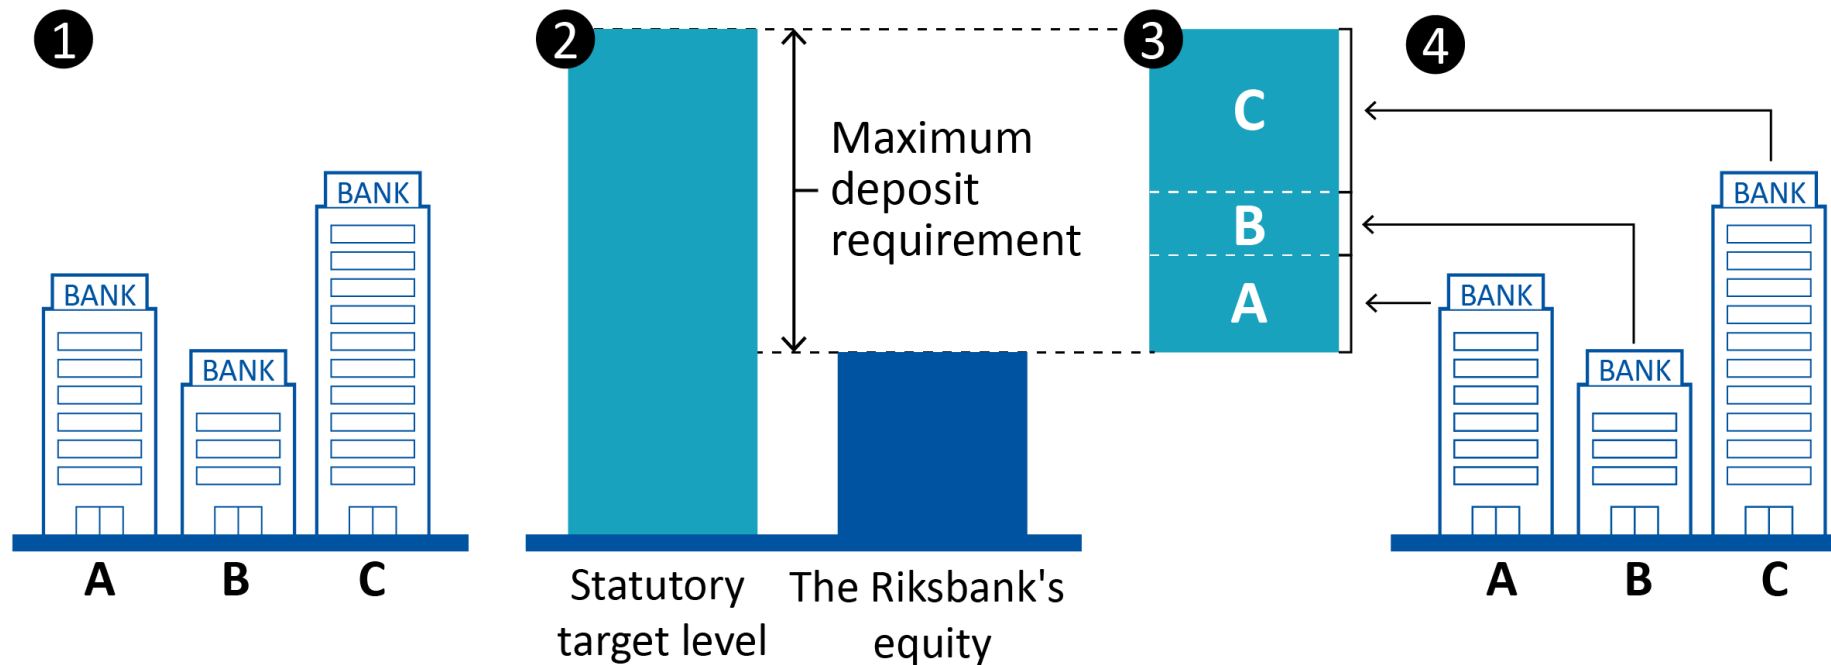 1
BANK
BANK
BANK
A
B
C
2
Maximum
deposit
requirement
Statutory
target level
The Riksbank's
equity
3
C
B
A
4
BANK
BANK
BANK
A
B
C